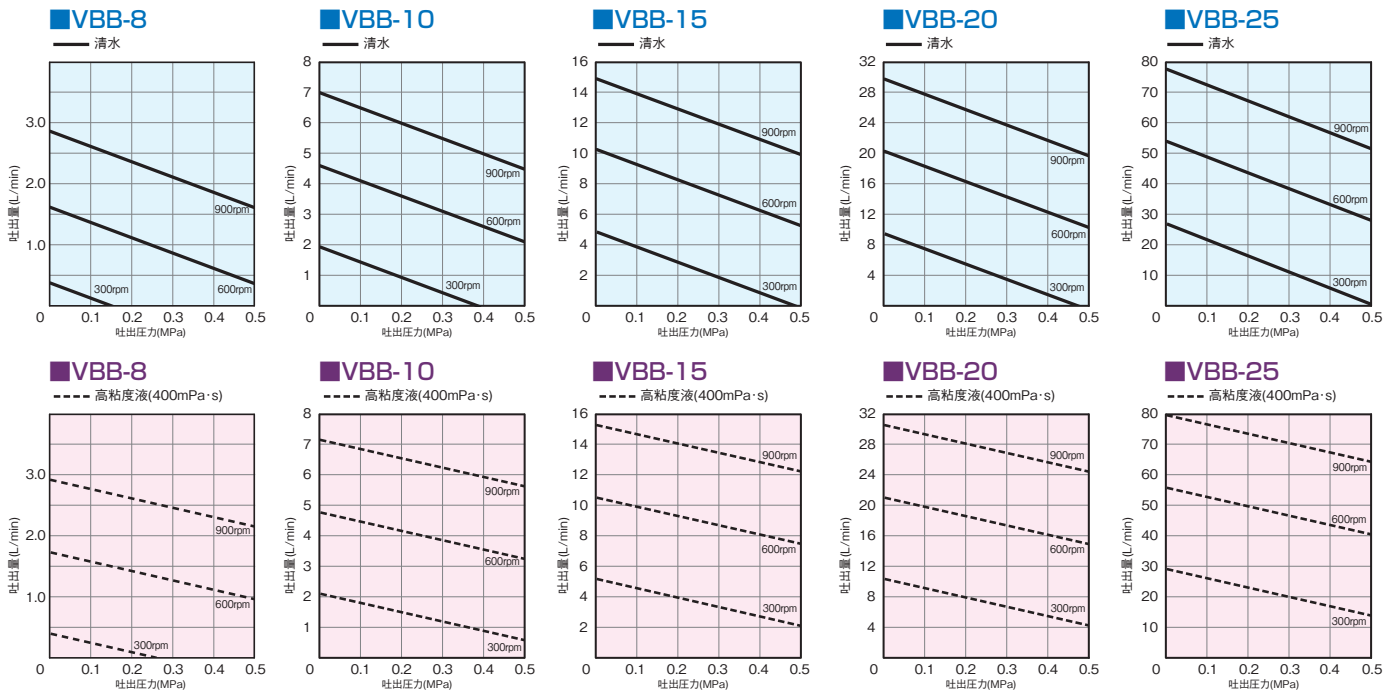 ■VBB-8
清水
3.0
2.0
1.0
0
吐出量(L/min)
900rpm
600rpm
300rpm
0.1 0.2 0.3 0.4 0.5
吐出圧力(MPa)
■VBB-10
清水
8
7
6
5
4
3
2
1
0
吐出量(L/min)
900rpm
600rpm
300rpm
0.1 0.2 0.3 0.4 0.5
吐出圧力(MPa)
■VBB-15
清水
16
14
12
10
8
6
4
2
0
吐出量(L/min)
900rpm
600rpm
300rpm
0.1 0.2 0.3 0.4 0.5
吐出圧力(MPa)
■VBB-20
清水
32
28
24
20
16
12
8
4
0
吐出量(L/min)
900rpm
600rpm
300rpm
0.1 0.2 0.3 0.4 0.5
吐出圧力(MPa)
■VBB-25
清水
80
70
60
50
40
30
20
10
0
吐出量(L/min)
900rpm
600rpm
300rpm
0.1 0.2 0.3 0.4 0.5
吐出圧力(MPa)
■VBB-8
高粘度液(400mPa·s)
3.0
2.0
1.0
0
吐出量(L/min)
900rpm
600rpm
300rpm
0.1 0.2 0.3 0.4 0.5
吐出圧力(MPa)
■VBB-10
高粘度液(400mPa·s)
8
7
6
5
4
3
2
1
0
吐出量(L/min)
900rpm
600rpm
300rpm
0.1 0.2 0.3 0.4 0.5
吐出圧力(MPa)
■VBB-15
高粘度液(400mPa·s)
16
14
12
10
8
6
4
2
0
吐出量(L/min)
900rpm
600rpm
300rpm
0.1 0.2 0.3 0.4 0.5
吐出圧力(MPa)
■VBB-20
高粘度液(400mPa·s)
32
28
24
20
16
12
8
4
0
吐出量(L/min)
900rpm
600rpm
300rpm
0.1 0.2 0.3 0.4 0.5
吐出圧力(MPa)
■VBB-25
高粘度液(400mPa·s)
80
70
60
50
40
30
20
10
0
吐出量(L/min)
900rpm
600rpm
300rpm
0.1 0.2 0.3 0.4 0.5
吐出圧力(MPa)